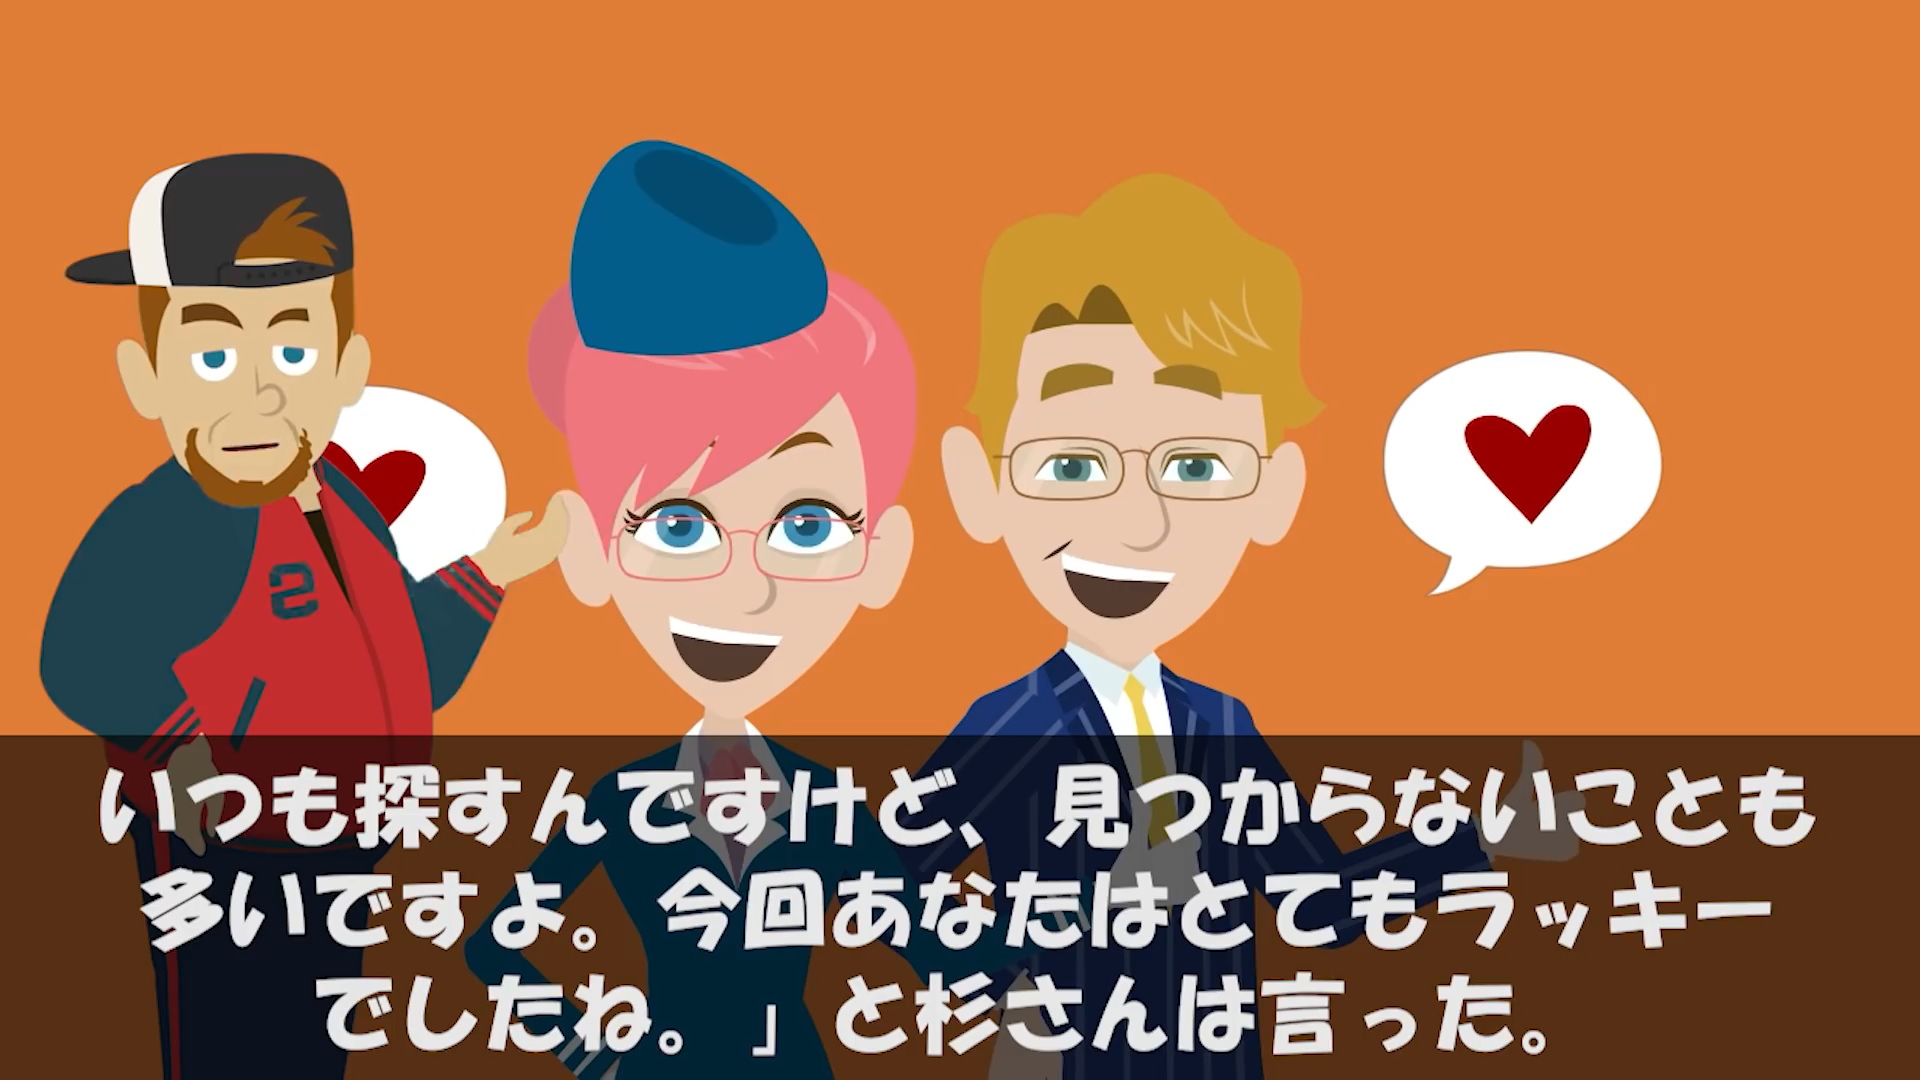 2
いつも探すんですけど、見つからないことも
多いですよ。今回あなたはとてもラッキー
でしたね。」と杉さんは言った。